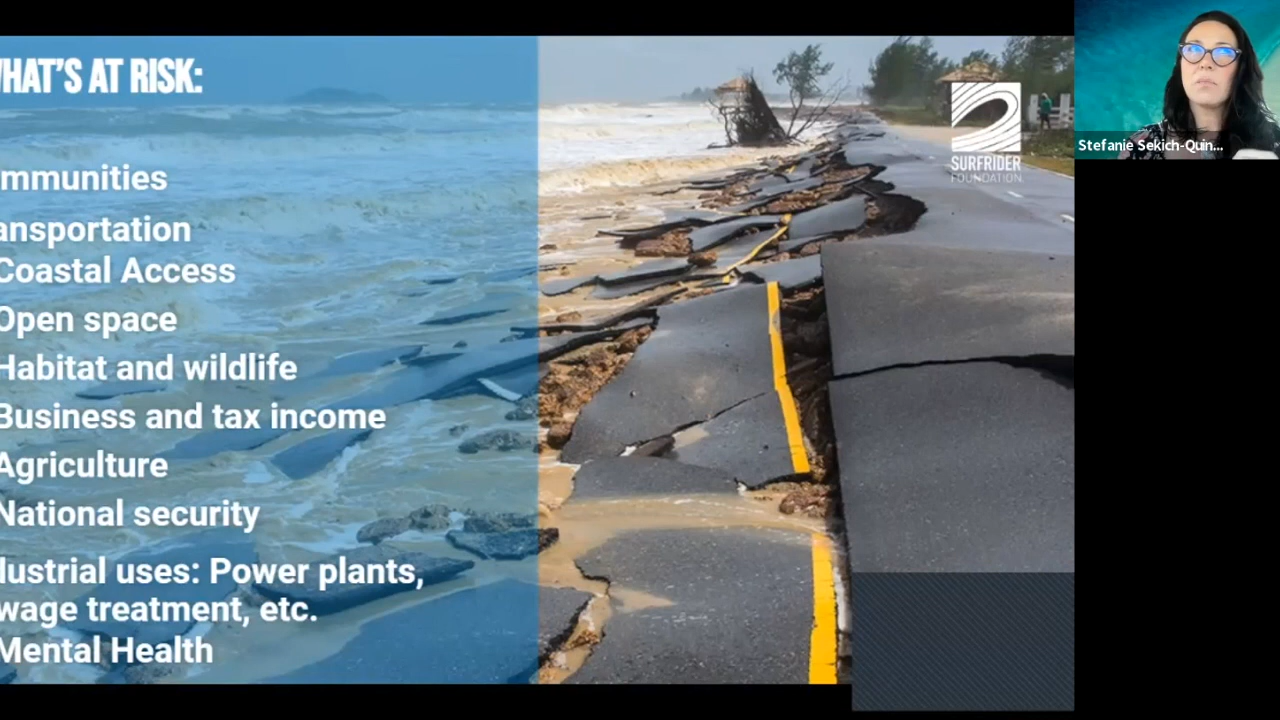 WHAT'S AT RISK:
mmunities
ansportation
Coastal Access
Open space
Habitat and wildlife
Business and tax income
Agriculture
National security
dustrial uses: Power plants,
wage treatment, etc.
Mental Health
SURFRIDER
FOUNDATION
Stefanie Sekich-Quin...